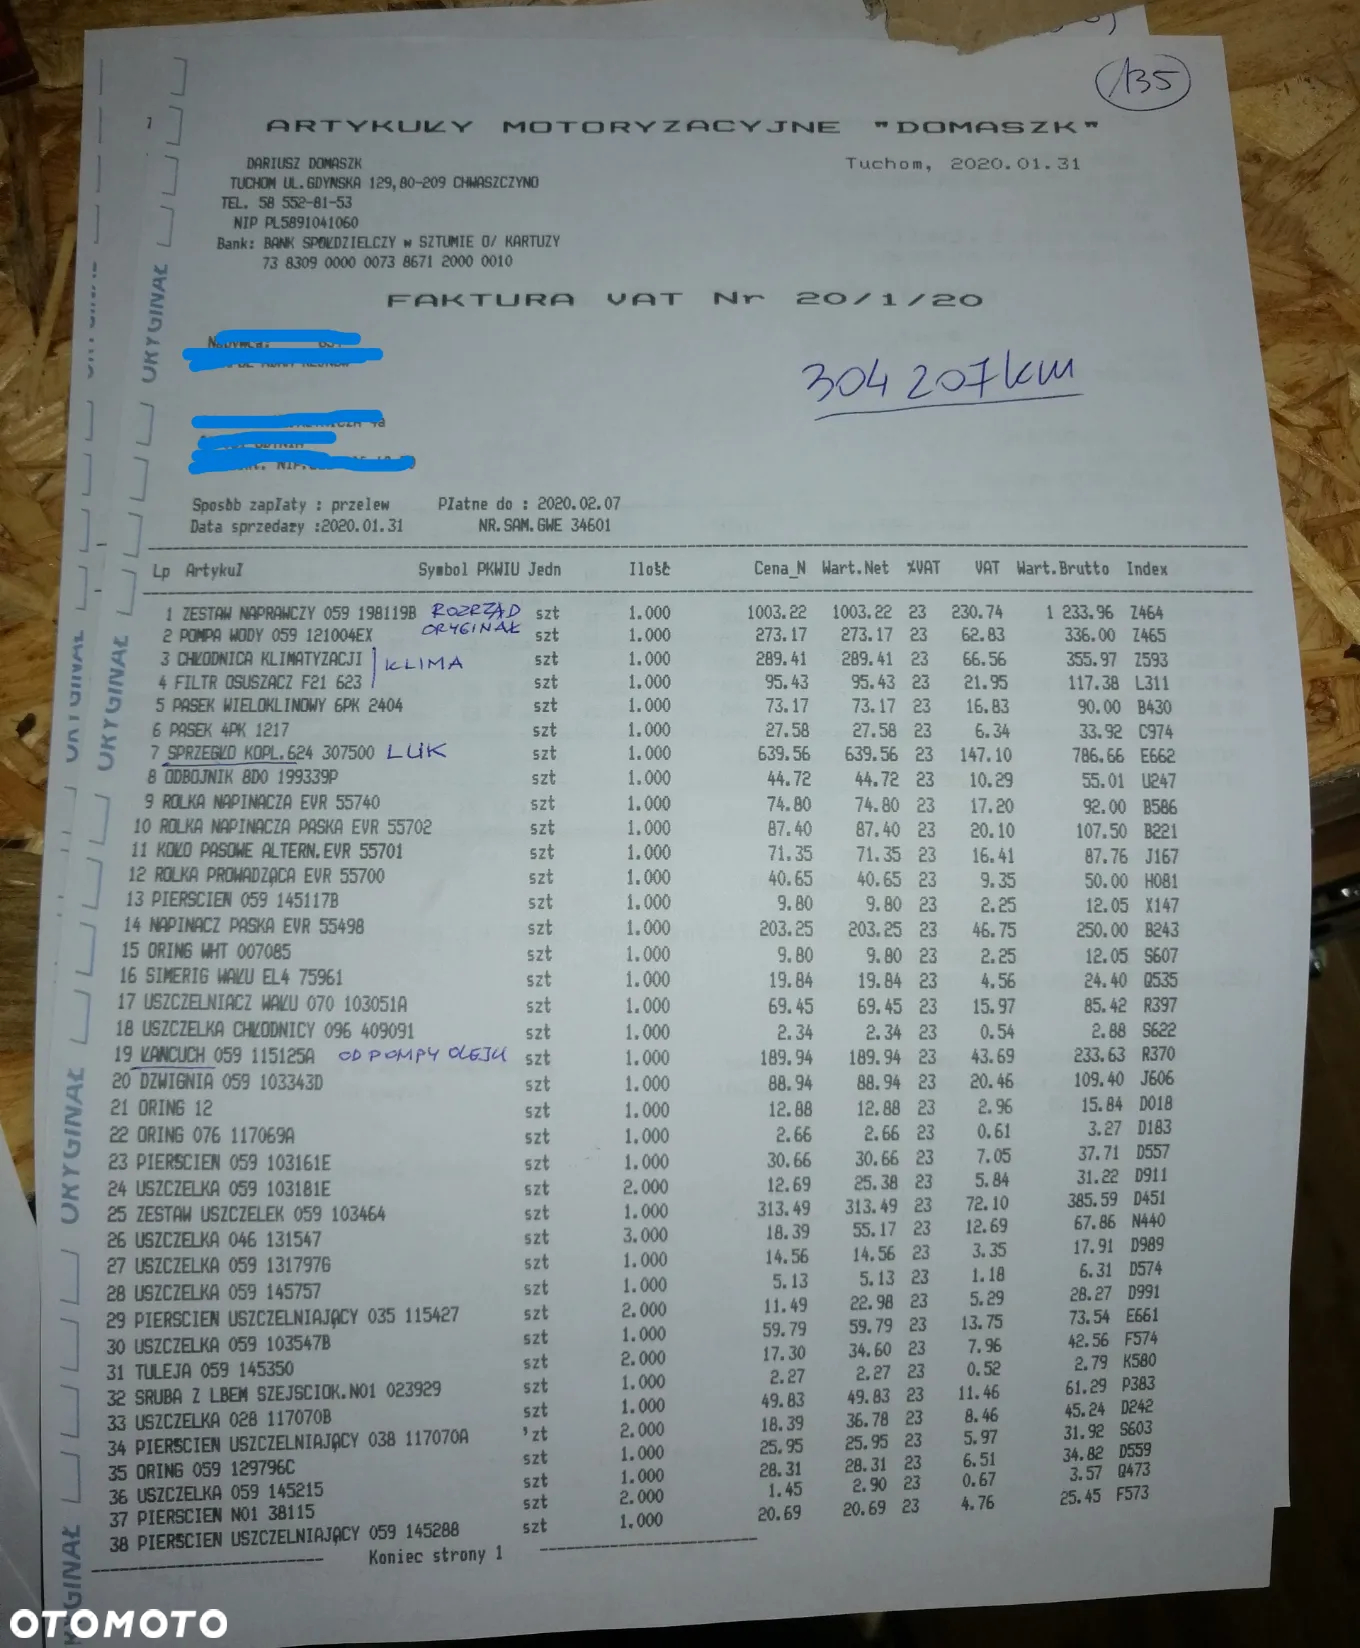 135
ARTYKUŁY MOTORYZACYJNE "DOMASZK"
DARIUSZ DOMASZK
Tuchom, 2020.01.31
TUCHOM UL.GDYNSKA 129,80-209 CHWASZCZYNO
TEL. 58 552-81-53
NIP PL5891041060
Bank: BANK SPÓŁDZIELCZY w SZTUMIE O/ KARTUZY
73 8309 0000 0073 8671 2000 0010
FAKTURA VAT Nr 20/1/20
304 207km
Sposób zapłaty : przelew Płatne do : 2020.02.07
Data sprzedaży :2020.01.31 NR.SAM.GWE 34601
Lp Artykuł Symbol PKWIU Jedn Ilość Cena_N Wart.Net %VAT VAT Wart.Brutto Index
1 ZESTAW NAPRAWCZY 059 198119B ROZRZĄD szt 1.000 1003.22 1003.22 23 230.74 1 233.96 Z464
2 POMPA WODY 059 121004EX ORYGINAŁ szt 1.000 273.17 273.17 23 62.83 336.00 Z465
3 CHŁODNICA KLIMATYZACJI KLIMA szt 1.000 289.41 289.41 23 66.56 355.97 Z593
4 FILTR OSUSZACZ F21 623 szt 1.000 95.43 95.43 23 21.95 117.38 L311
5 PASEK WIELOKLINOWY 6PK 2404 szt 1.000 73.17 73.17 23 16.83 90.00 B430
6 PASEK 4PK 1217 szt 1.000 27.58 27.58 23 6.34 33.92 C974
7 SPRZĘGŁO KOPL.624 307500 LUK szt 1.000 639.56 639.56 23 147.10 786.66 E662
8 ODBOJNIK 8D0 199339P szt 1.000 44.72 44.72 23 10.29 55.01 U247
9 ROLKA NAPINACZA EVR 55740 szt 1.000 74.80 74.80 23 17.20 92.00 B586
10 ROLKA NAPINACZA PASKA EVR 55702 szt 1.000 87.40 87.40 23 20.10 107.50 B221
11 KOŁO PASOWE ALTERN.EVR 55701 szt 1.000 71.35 71.35 23 16.41 87.76 J167
12 ROLKA PROWADZĄCA EVR 55700 szt 1.000 40.65 40.65 23 9.35 50.00 H081
13 PIERSCIEN 059 145117B szt 1.000 9.80 9.80 23 2.25 12.05 X147
14 NAPINACZ PASKA EVR 55498 szt 1.000 203.25 203.25 23 46.75 250.00 B243
15 ORING WHT 007085 szt 1.000 9.80 9.80 23 2.25 12.05 S607
16 SIMERIG WAŁU EL4 75961 szt 1.000 19.84 19.84 23 4.56 24.40 Q535
17 USZCZELNIACZ WAŁU 070 103051A szt 1.000 69.45 69.45 23 15.97 85.42 R397
18 USZCZELKA CHŁODNICY 096 409091 szt 1.000 2.34 2.34 23 0.54 2.88 S622
19 ŁANCUCH 059 115125A OD POMPY OLEJU szt 1.000 189.94 189.94 23 43.69 233.63 R370
20 DZWIGNIA 059 103343D szt 1.000 88.94 88.94 23 20.46 109.40 J606
21 ORING 12 szt 1.000 12.88 12.88 23 2.96 15.84 D018
22 ORING 076 117069A szt 1.000 2.66 2.66 23 0.61 3.27 D183
23 PIERSCIEN 059 103161E szt 1.000 30.66 30.66 23 7.05 37.71 D557
24 USZCZELKA 059 103181E szt 2.000 12.69 25.38 23 5.84 31.22 D911
25 ZESTAW USZCZELEK 059 103464 szt 1.000 313.49 313.49 23 72.10 385.59 D451
26 USZCZELKA 046 131547 szt 3.000 18.39 55.17 23 12.69 67.86 N440
27 USZCZELKA 059 131797G szt 1.000 14.56 14.56 23 3.35 17.91 D989
28 USZCZELKA 059 145757 szt 1.000 5.13 5.13 23 1.18 6.31 D574
29 PIERSCIEN USZCZELNIAJĄCY 035 115427 szt 2.000 11.49 22.98 23 5.29 28.27 D991
30 USZCZELKA 059 103547B szt 1.000 59.79 59.79 23 13.75 73.54 E661
31 TULEJA 059 145350 szt 2.000 17.30 34.60 23 7.96 42.56 F574
32 SRUBA Z LBEM SZEJSCIOK.N01 023929 szt 1.000 2.27 2.27 23 0.52 2.79 K580
33 USZCZELKA 028 117070B szt 1.000 49.83 49.83 23 11.46 61.29 P383
34 PIERSCIEN USZCZELNIAJĄCY 038 117070A zt 2.000 18.39 36.78 23 8.46 45.24 D242
35 ORING 059 129796C szt 1.000 25.95 25.95 23 5.97 31.92 S603
36 USZCZELKA 059 145215 szt 1.000 28.31 28.31 23 6.51 34.82 D559
37 PIERSCIEN N01 38115 szt 2.000 1.45 2.90 23 0.67 3.57 Q473
38 PIERSCIEN USZCZELNIAJĄCY 059 145288 szt 1.000 20.69 20.69 23 4.76 25.45 F573
Koniec strony 1
ORYGINAŁ
ORYGINAŁ
ORYGINAŁ
OTOMOTO